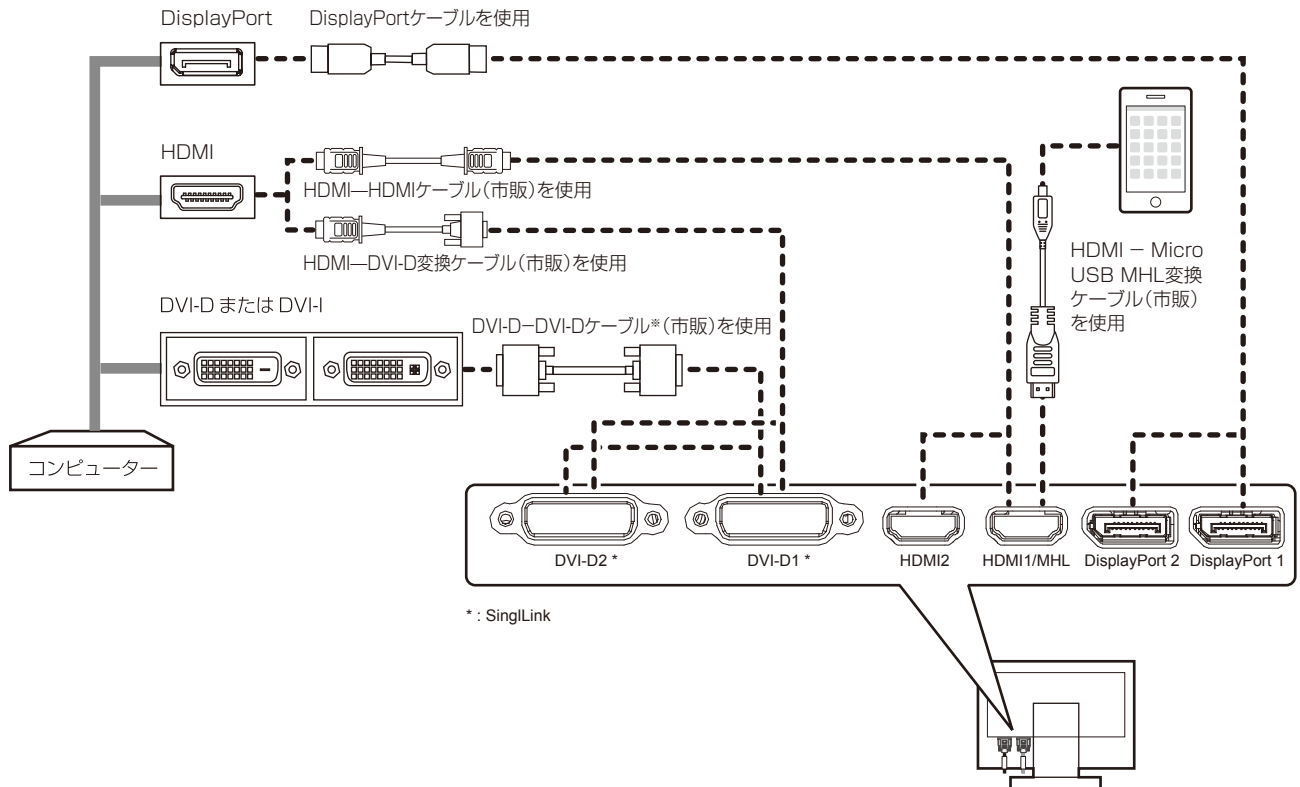 DisplayPort
DisplayPortケーブルを使用
HDMI
HDMI―HDMIケーブル（市販）を使用
HDMI―DVI-D変換ケーブル（市販）を使用
HDMI － Micro
USB MHL変換
ケーブル（市販）
を使用
DVI-D または DVI-I
DVI-D－DVI-Dケーブル※（市販）を使用
コンピューター
DVI-D2 *
DVI-D1 *
HDMI2
HDMI1/MHL
DisplayPort 2
DisplayPort 1
* : SinglLink